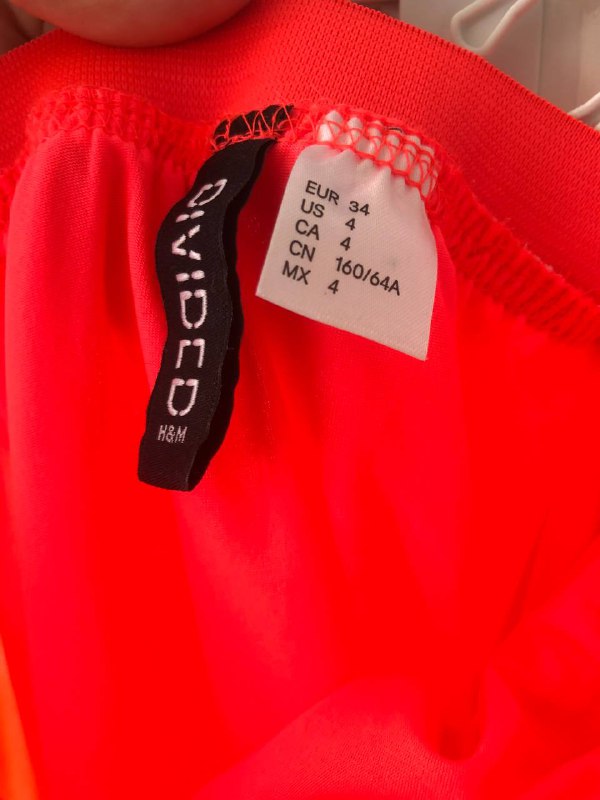 DIVIDED
H&M
EUR 34
US 4
CA 4
CN 160/64A
MX 4